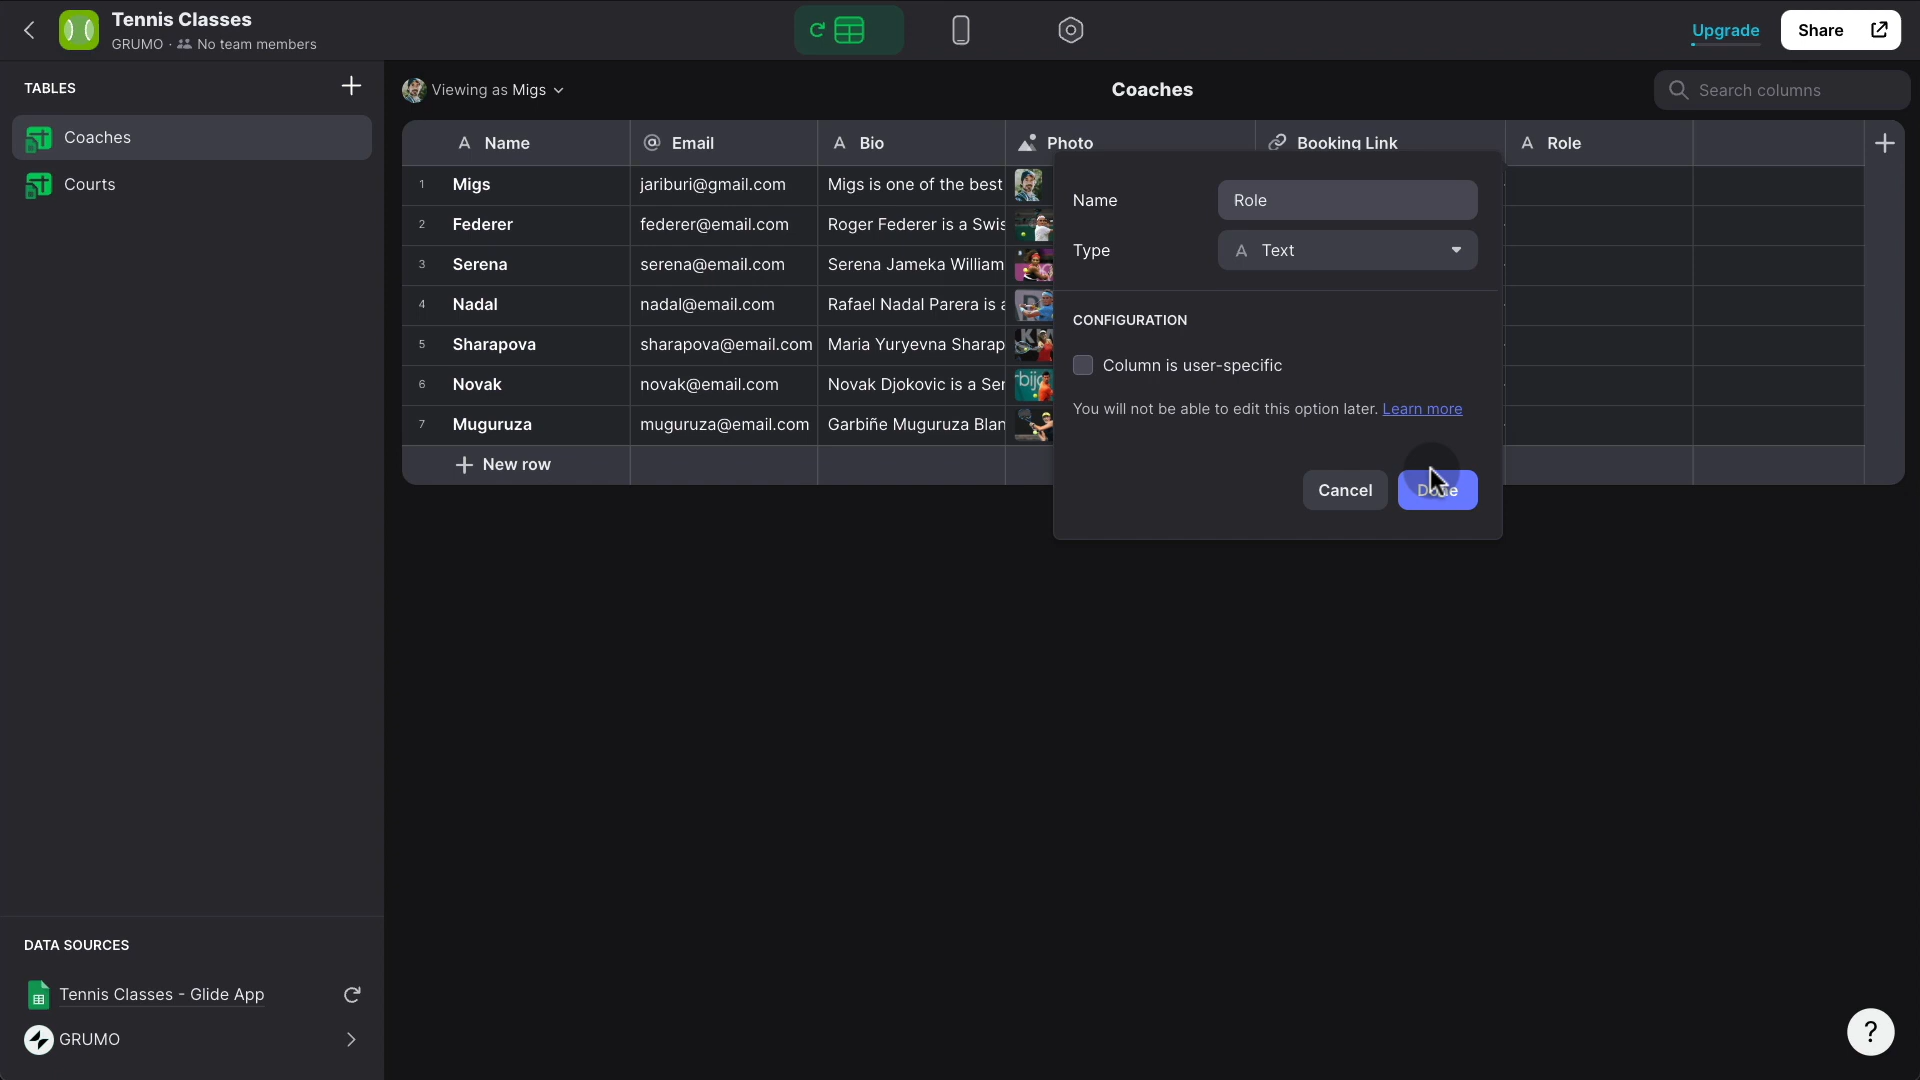 Tennis Classes
GRUMO · No team members
Upgrade
Share
TABLES
Coaches
Courts
Viewing as Migs
Coaches
Search columns
Name Email Bio Photo Booking Link Role
1 Migs jariburi@gmail.com Migs is one of the best
2 Federer federer@email.com Roger Federer is a Swis
3 Serena serena@email.com Serena Jameka William
4 Nadal nadal@email.com Rafael Nadal Parera is a
5 Sharapova sharapova@email.com Maria Yuryevna Sharap
6 Novak novak@email.com Novak Djokovic is a Ser
7 Muguruza muguruza@email.com Garbiñe Muguruza Blan
New row
Name Role
Type Text
CONFIGURATION
Column is user-specific
You will not be able to edit this option later. Learn more
Cancel Done
DATA SOURCES
Tennis Classes - Glide App
GRUMO
?